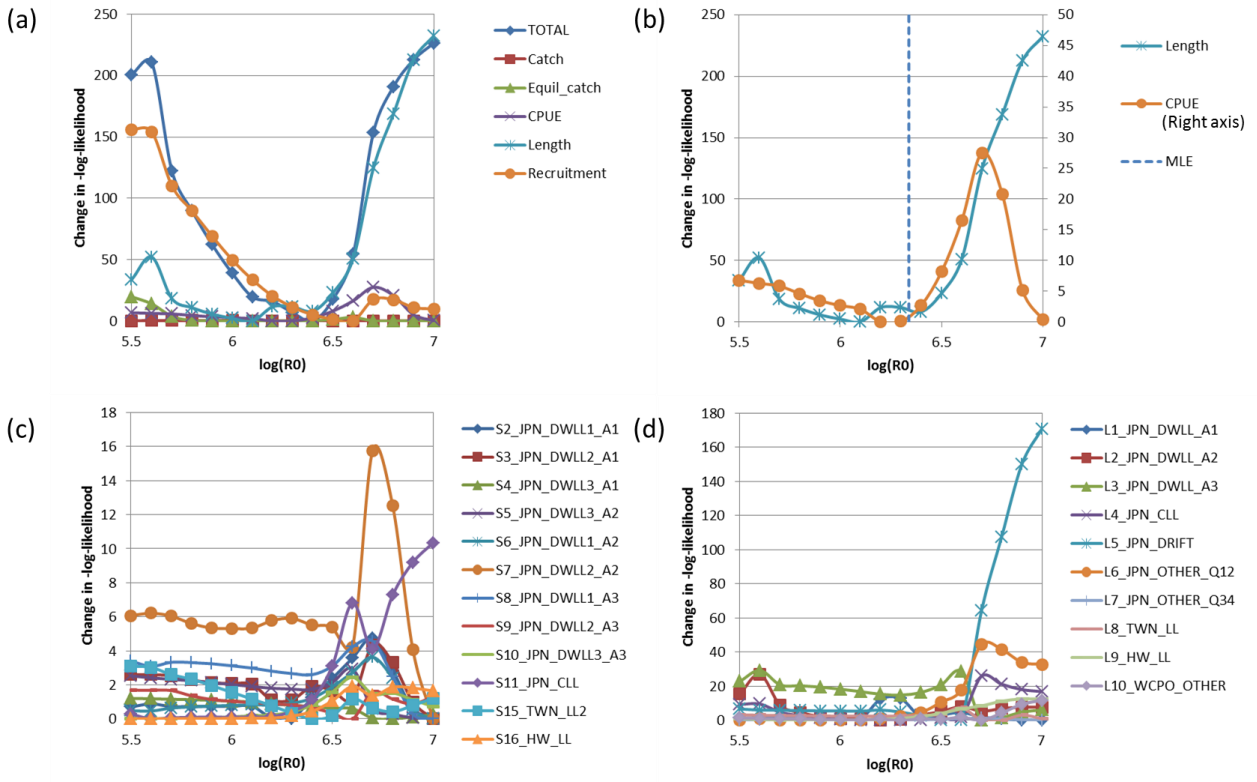 (a)
250
200
150
100
50
0
5.5
6
6.5
7
Change in -log-likelihood
log(R0)
TOTAL
Catch
Equil_catch
CPUE
Length
Recruitment
(b)
250
200
150
100
50
0
50
45
40
35
30
25
20
15
10
5
0
5.5
6
6.5
7
Change in -log-likelihood
log(R0)
Length
CPUE
(Right axis)
MLE
(c)
18
16
14
12
10
8
6
4
2
0
5.5
6
6.5
7
Change in -log-likelihood
log(R0)
S2_JPN_DWLL1_A1
S3_JPN_DWLL2_A1
S4_JPN_DWLL3_A1
S5_JPN_DWLL3_A2
S6_JPN_DWLL1_A2
S7_JPN_DWLL2_A2
S8_JPN_DWLL1_A3
S9_JPN_DWLL2_A3
S10_JPN_DWLL3_A3
S11_JPN_CLL
S15_TWN_LL2
S16_HW_LL
(d)
180
160
140
120
100
80
60
40
20
0
5.5
6
6.5
7
Change in -log-likelihood
log(R0)
L1_JPN_DWLL_A1
L2_JPN_DWLL_A2
L3_JPN_DWLL_A3
L4_JPN_CLL
L5_JPN_DRIFT
L6_JPN_OTHER_Q12
L7_JPN_OTHER_Q34
L8_TWN_LL
L9_HW_LL
L10_WCPO_OTHER